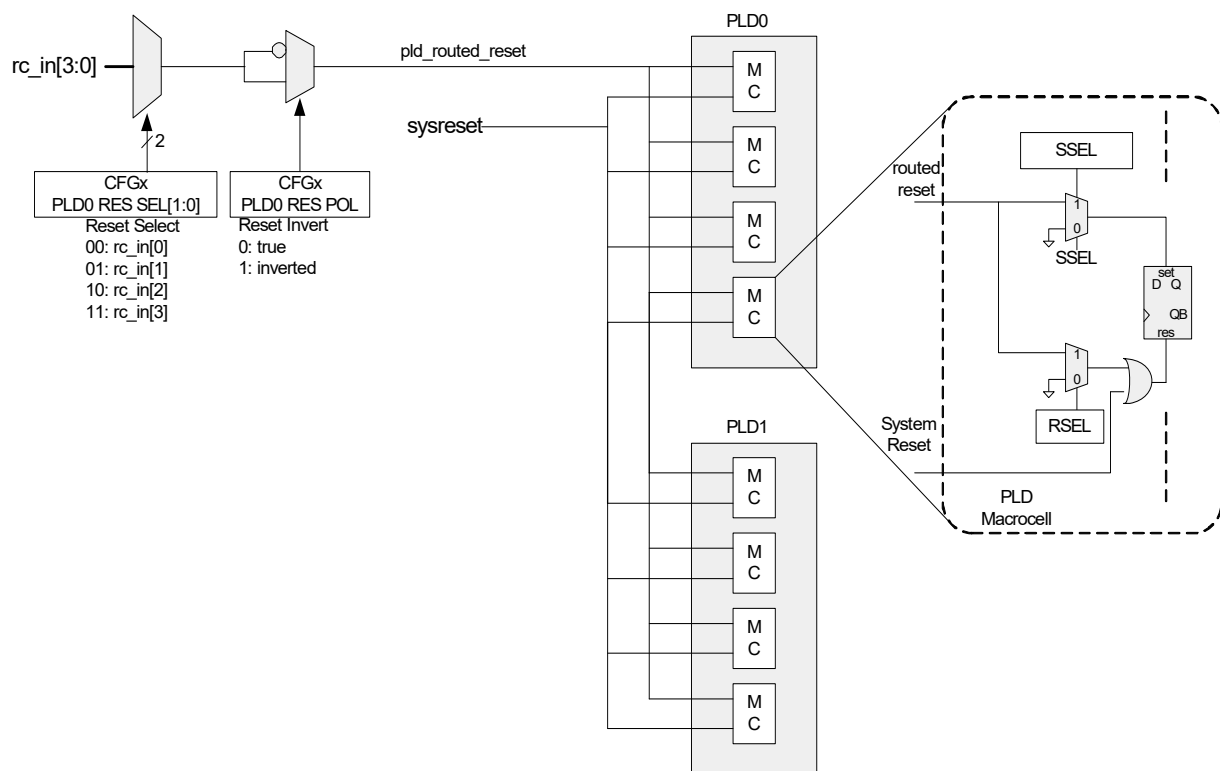 rc_in[3:0]
2
CFGx
PLD0 RES SEL[1:0]
Reset Select
00: rc_in[0]
01: rc_in[1]
10: rc_in[2]
11: rc_in[3]
CFGx
PLD0 RES POL
Reset Invert
0: true
1: inverted
pld_routed_reset
sysreset
PLD0
M
C
M
C
M
C
M
C
PLD1
M
C
M
C
M
C
M
C
routed
reset
SSEL
1
0
SSEL
set
D Q
QB
res
1
0
RSEL
System
Reset
PLD
Macrocell